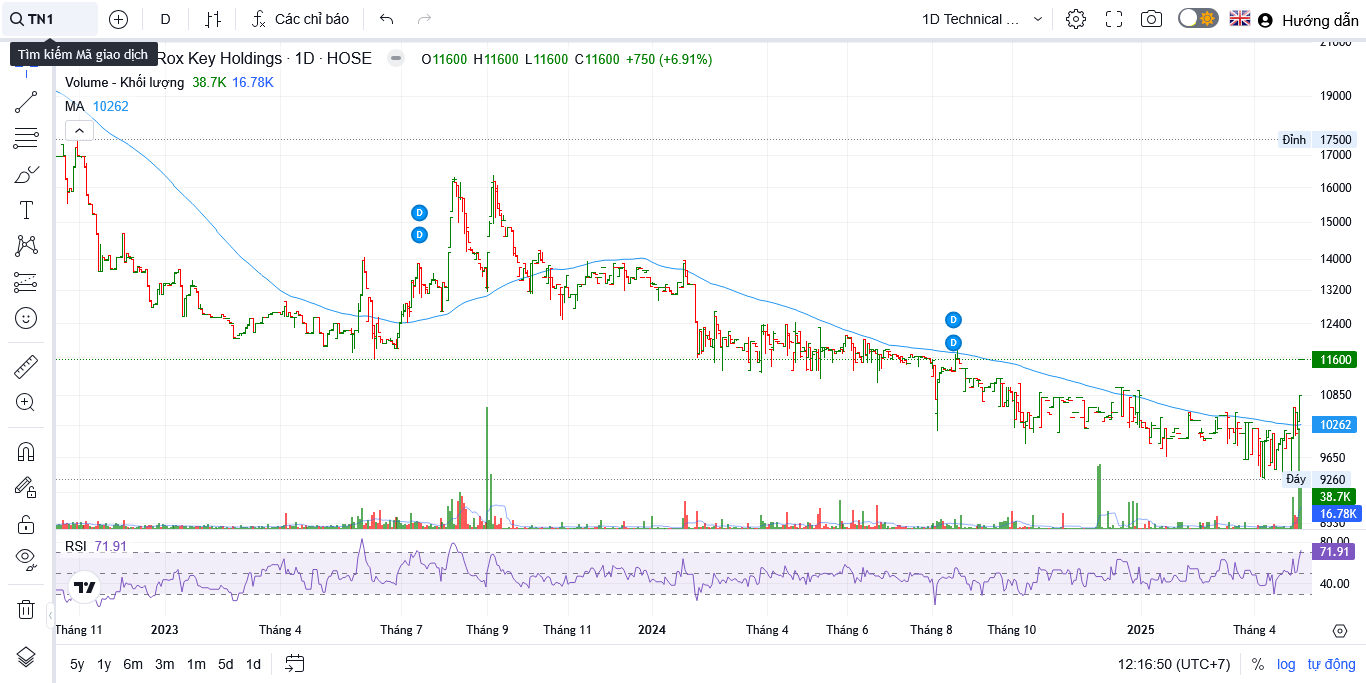 TN1 D Các chỉ báo 1D Technical ... Hướng dẫn
Tìm kiếm Mã giao dịch
Rox Key Holdings · 1D · HOSE O11600 H11600 L11600 C11600 +750 (+6.91%)
Volume - Khối lượng 38.7K 16.78K
MA 10262
19000
Đỉnh 17500
17000
16000
15000
14000
13200
12400
11600
10850
10262
9650
Đáy 9260
38.7K
16.78K
D
D
D
D
RSI 71.91
80.00
71.91
40.00
Tháng 11 2023 Tháng 4 Tháng 7 Tháng 9 Tháng 11 2024 Tháng 4 Tháng 6 Tháng 8 Tháng 10 2025 Tháng 4
5y 1y 6m 3m 1m 5d 1d 12:16:50 (UTC+7) % log tự động